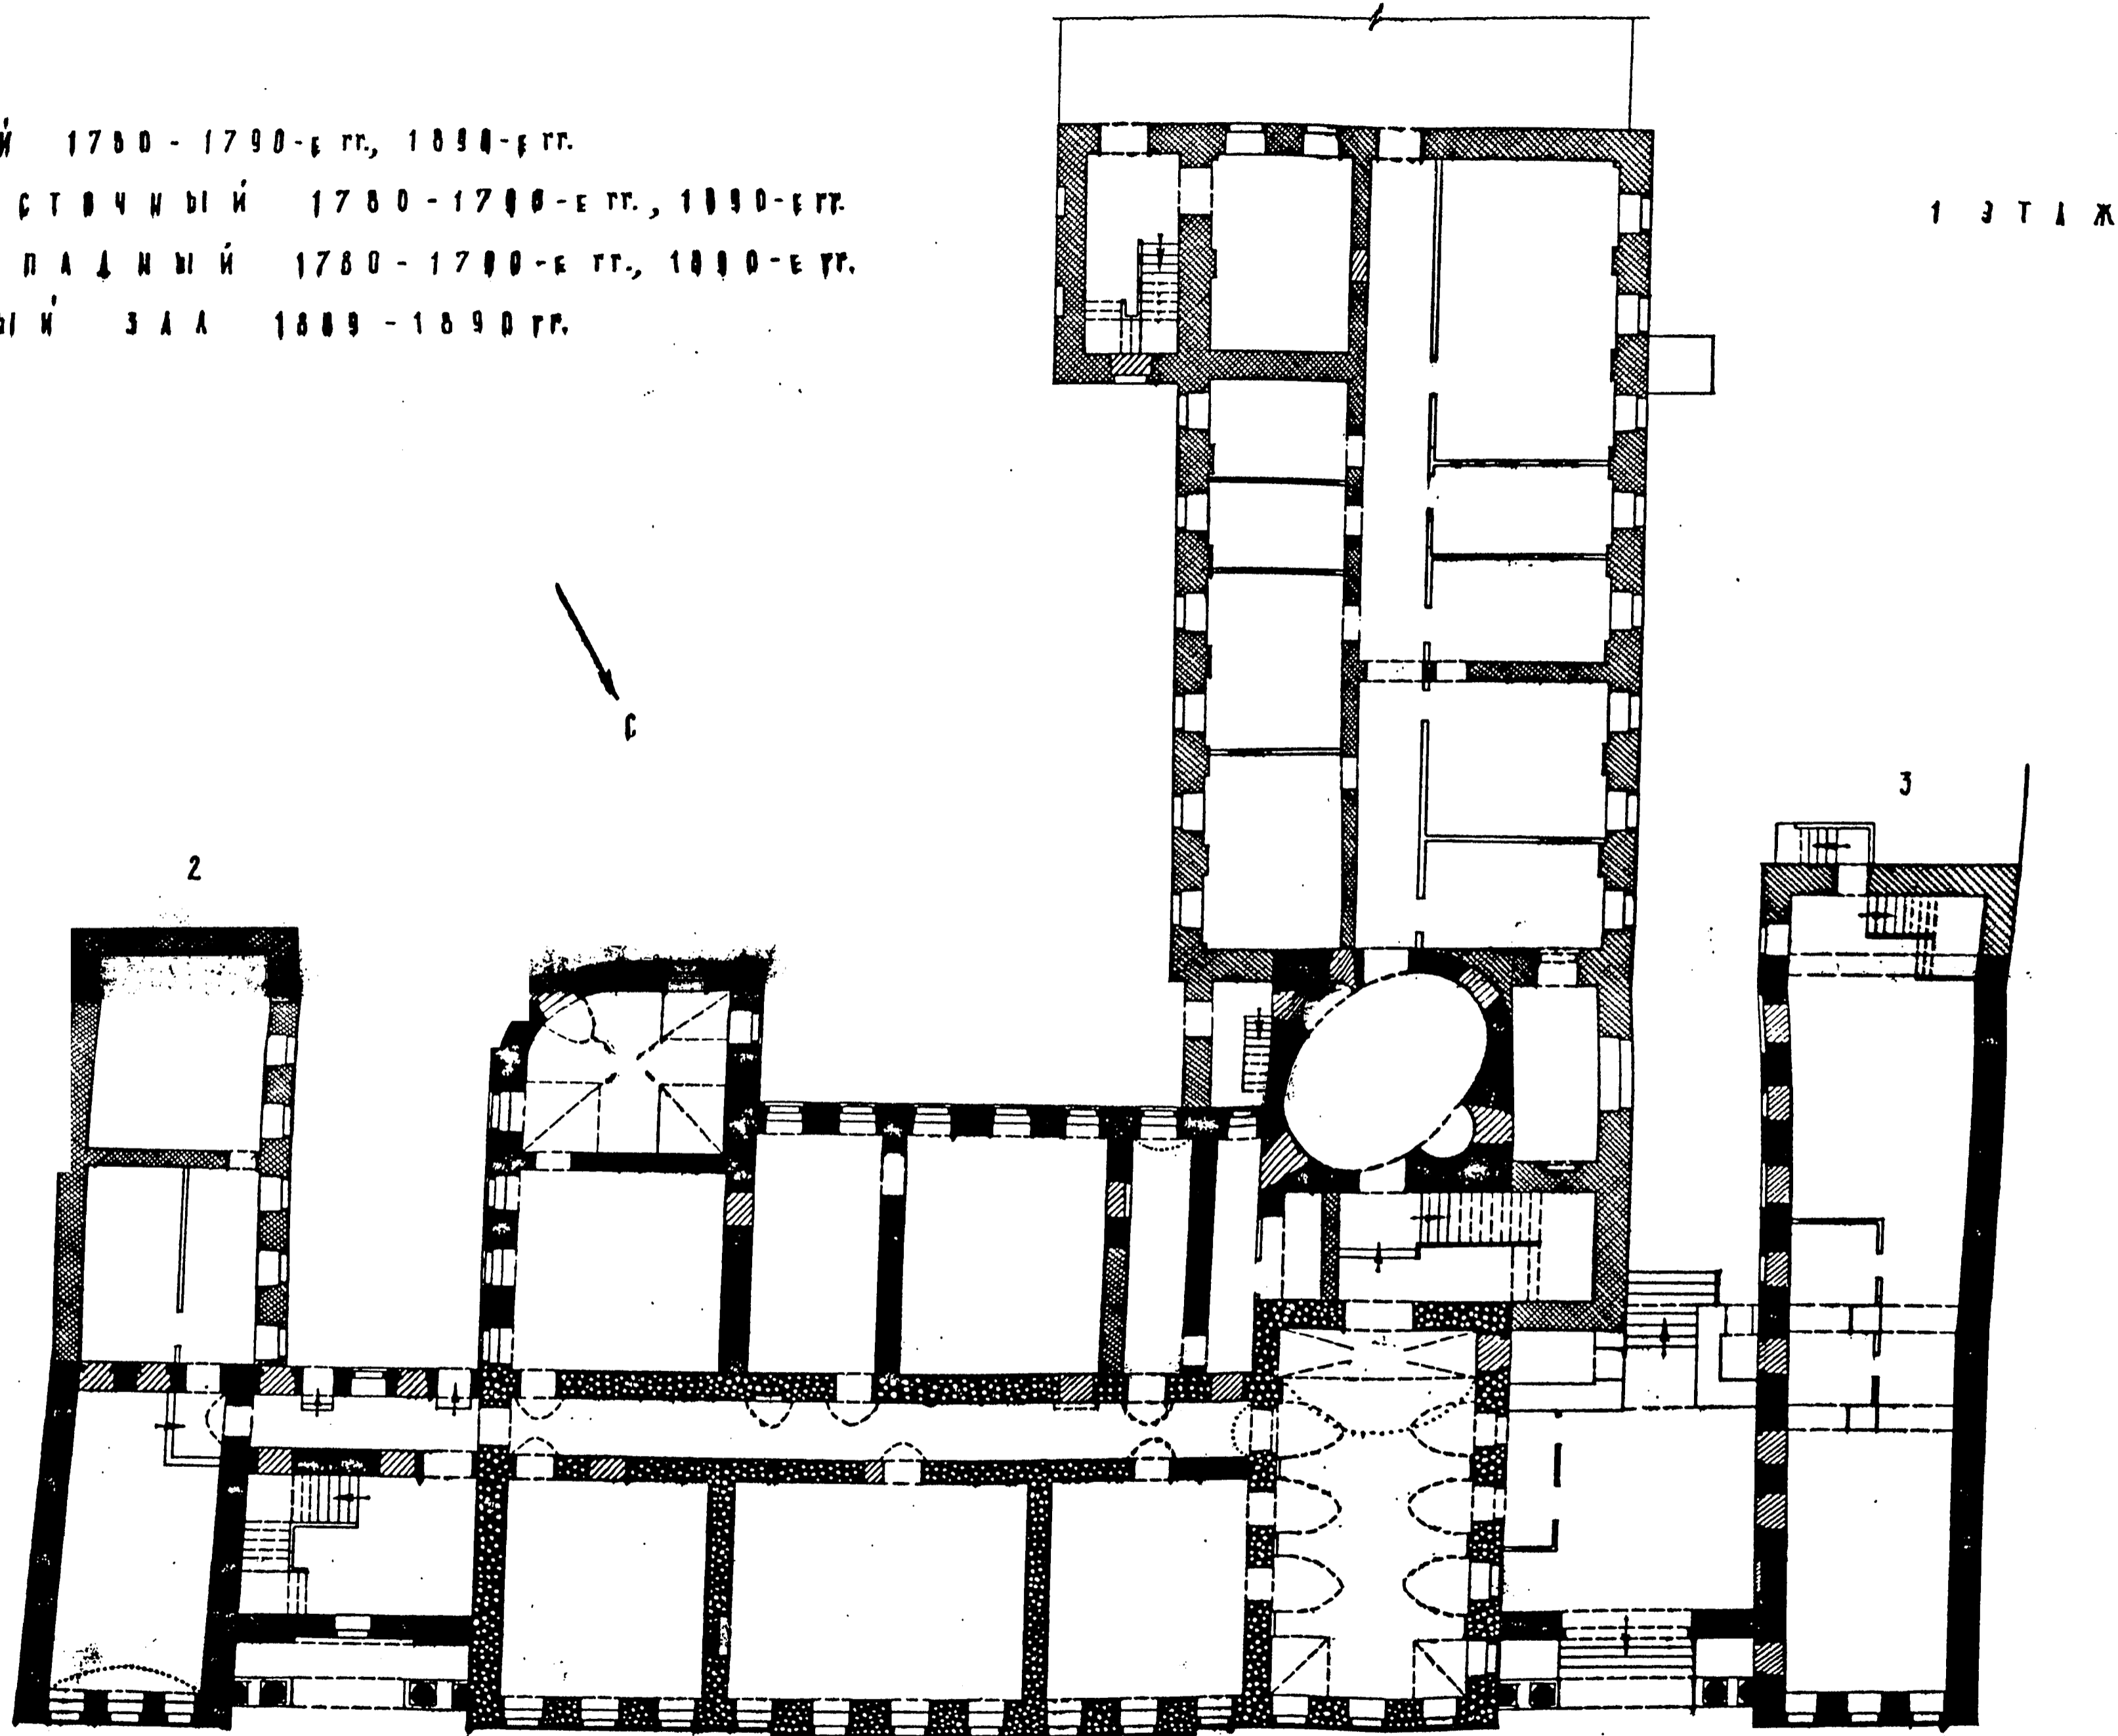 Й 1780-1790-е гг., 1890-е гг.
СТОЧНЫЙ 1780-1790-е гг., 1890-е гг.
ПАДНЫЙ 1780-1790-е гг., 1890-е гг.
ЫЙ ЗАЛ 1889-1890 гг.
1 ЭТАЖ
С
3
2